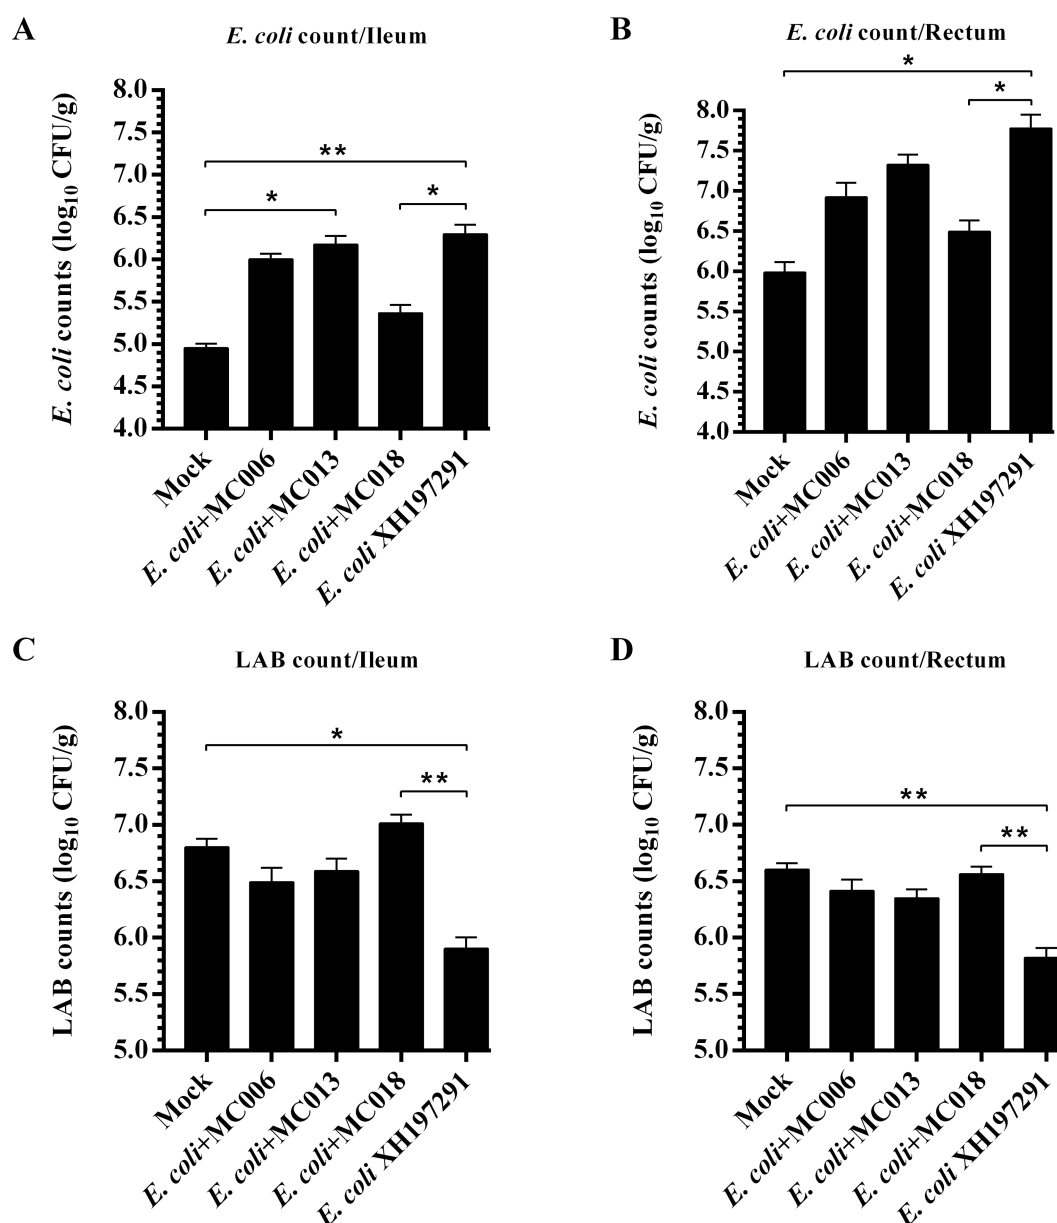 A
E. coli count/Ileum
E. coli counts (log10 CFU/g)
8.0
7.5
7.0
6.5
6.0
5.5
5.0
4.5
4.0
**
*
*
Mock
E. coli+MC006
E. coli+MC013
E. coli+MC018
E. coli XH197291
B
E. coli count/Rectum
E. coli counts (log10 CFU/g)
8.0
7.5
7.0
6.5
6.0
5.5
5.0
4.5
4.0
*
*
Mock
E. coli+MC006
E. coli+MC013
E. coli+MC018
E. coli XH197291
C
LAB count/Ileum
LAB counts (log10 CFU/g)
8.0
7.5
7.0
6.5
6.0
5.5
5.0
*
**
Mock
E. coli+MC006
E. coli+MC013
E. coli+MC018
E. coli XH197291
D
LAB count/Rectum
LAB counts (log10 CFU/g)
8.0
7.5
7.0
6.5
6.0
5.5
5.0
**
**
Mock
E. coli+MC006
E. coli+MC013
E. coli+MC018
E. coli XH197291